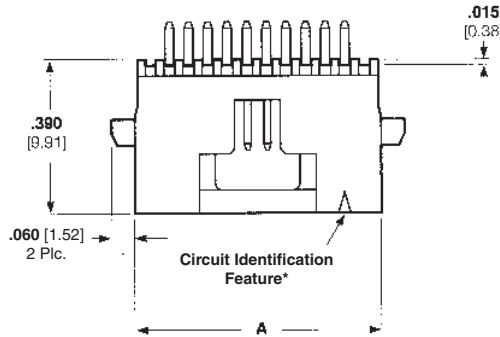 .015
[0.38
.390
[9.91]
.060 [1.52]
2 Plc.
Circuit Identification
Feature*
A